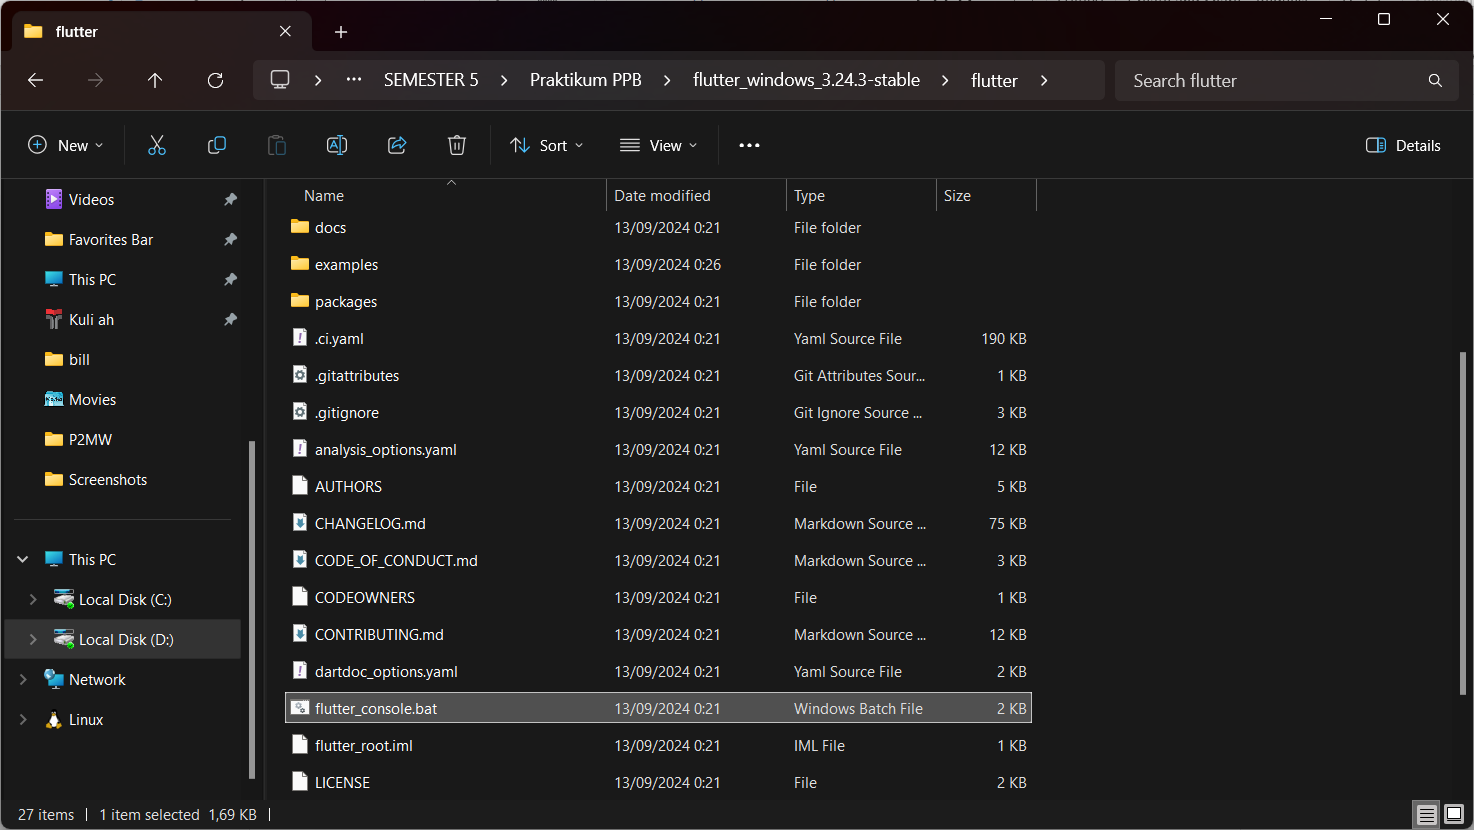 flutter
SEMESTER 5 Praktikum PPB flutter_windows_3.24.3-stable flutter Search flutter
New Sort View Details
Videos
Favorites Bar
This PC
Kuli ah
bill
Movies
P2MW
Screenshots
This PC
Local Disk (C:)
Local Disk (D:)
Network
Linux
Name Date modified Type Size
docs 13/09/2024 0:21 File folder
examples 13/09/2024 0:26 File folder
packages 13/09/2024 0:21 File folder
.ci.yaml 13/09/2024 0:21 Yaml Source File 190 KB
.gitattributes 13/09/2024 0:21 Git Attributes Sour... 1 KB
.gitignore 13/09/2024 0:21 Git Ignore Source ... 3 KB
analysis_options.yaml 13/09/2024 0:21 Yaml Source File 12 KB
AUTHORS 13/09/2024 0:21 File 5 KB
CHANGELOG.md 13/09/2024 0:21 Markdown Source ... 75 KB
CODE_OF_CONDUCT.md 13/09/2024 0:21 Markdown Source ... 3 KB
CODEOWNERS 13/09/2024 0:21 File 1 KB
CONTRIBUTING.md 13/09/2024 0:21 Markdown Source ... 12 KB
dartdoc_options.yaml 13/09/2024 0:21 Yaml Source File 2 KB
flutter_console.bat 13/09/2024 0:21 Windows Batch File 2 KB
flutter_root.iml 13/09/2024 0:21 IML File 1 KB
LICENSE 13/09/2024 0:21 File 2 KB
27 items 1 item selected 1,69 KB